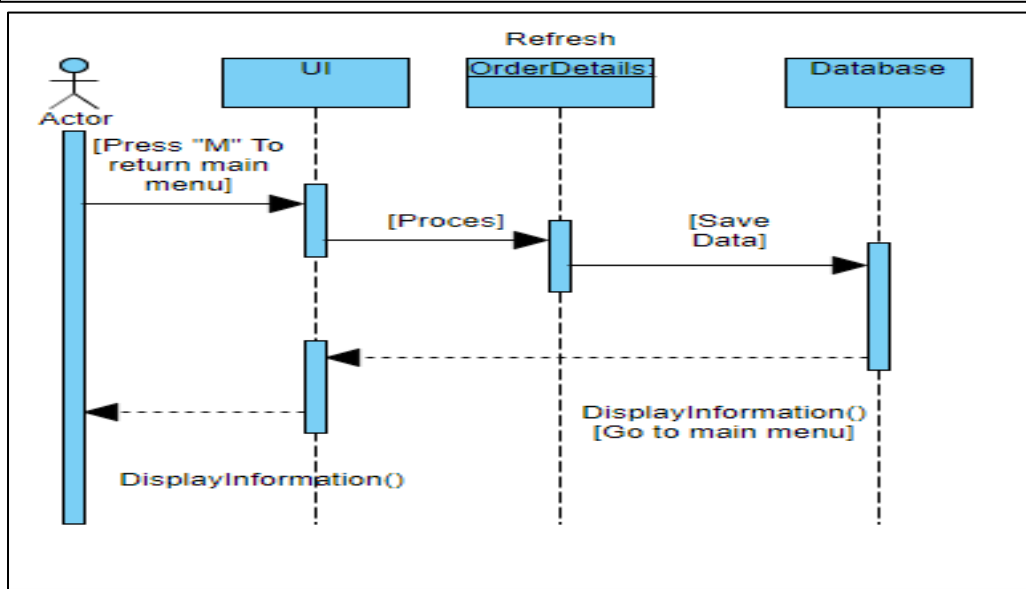 Refresh
UI
OrderDetails:
Database
Actor
[Press "M" To
return main
menu]
[Proces]
[Save
Data]
DisplayInformation()
[Go to main menu]
DisplayInformation()